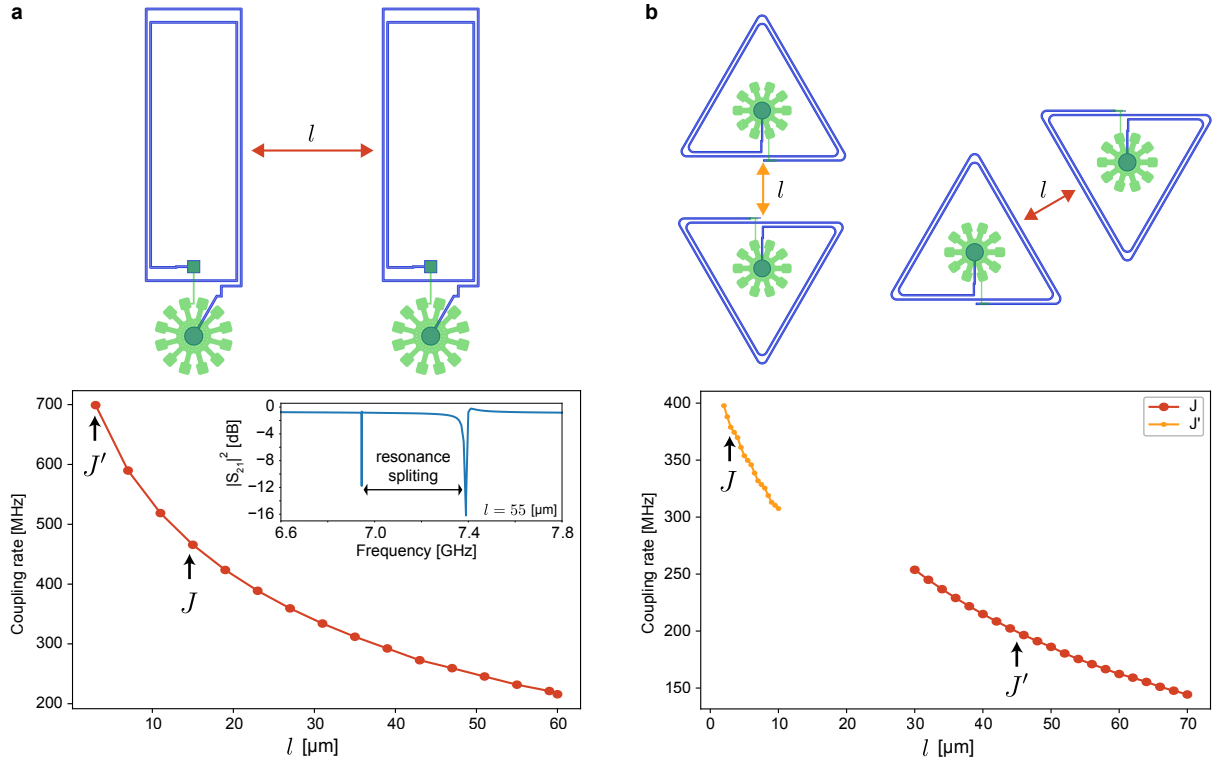 a
l
b
l
l
700
600
500
400
300
200
Coupling rate [MHz]
J'
J
10
20
30
40
50
60
l [μm]
0
−4
−8
−12
−16
|S₂₁|² [dB]
resonance
spliting
l = 55 [μm]
6.6
7.0
7.4
7.8
Frequency [GHz]
400
350
300
250
200
150
Coupling rate [MHz]
J
J'
J
J'
0
10
20
30
40
50
60
70
l [μm]